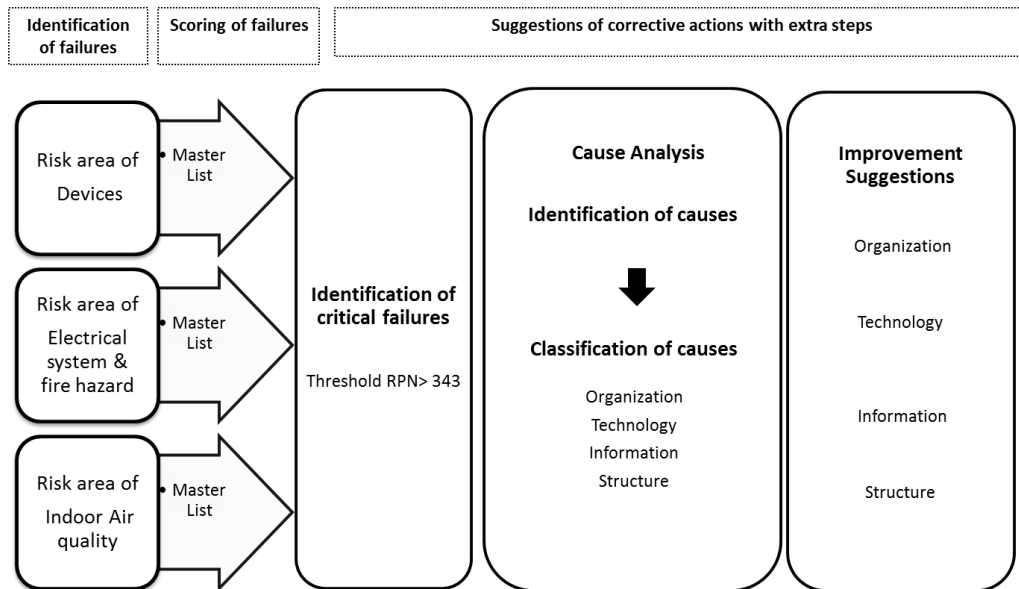 Identification
of failures
Scoring of failures
Suggestions of corrective actions with extra steps
Risk area of
Devices
• Master
List
Risk area of
Electrical
system &
fire hazard
• Master
List
Risk area of
Indoor Air
quality
• Master
List
Identification of
critical failures
Threshold RPN> 343
Cause Analysis
Identification of causes
Classification of causes
Organization
Technology
Information
Structure
Improvement
Suggestions
Organization
Technology
Information
Structure